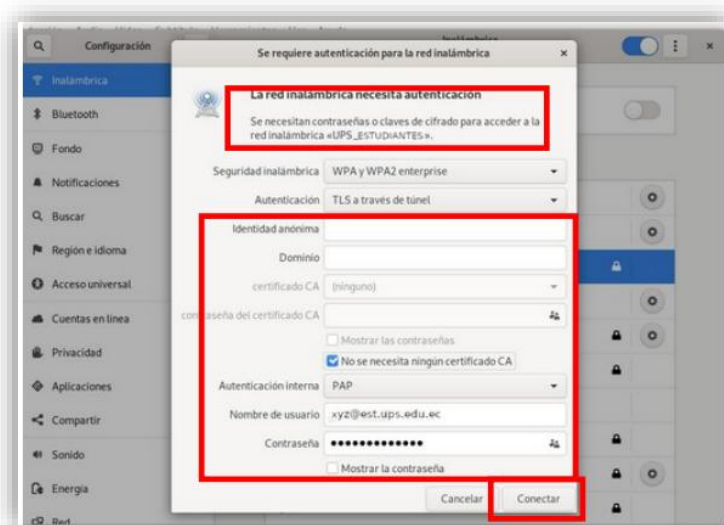 Configuración
Se requiere autenticación para la red inalámbrica
Inalámbrica
Bluetooth
Fondo
Notificaciones
Buscar
Región e idioma
Acceso universal
Cuentas en línea
Privacidad
Aplicaciones
Compartir
Sonido
Energía
Red
La red inalámbrica necesita autenticación
Se necesitan contraseñas o claves de cifrado para acceder a la
red inalámbrica «UPS_ESTUDIANTES».
Seguridad inalámbrica WPA y WPA2 enterprise
Autenticación TLS a través de túnel
Identidad anónima
Dominio
certificado CA (ninguno)
contraseña del certificado CA
Mostrar las contraseñas
No se necesita ningún certificado CA
Autenticación interna PAP
Nombre de usuario xyz@est.ups.edu.ec
Contraseña •••••••••••••
Mostrar la contraseña
Cancelar Conectar